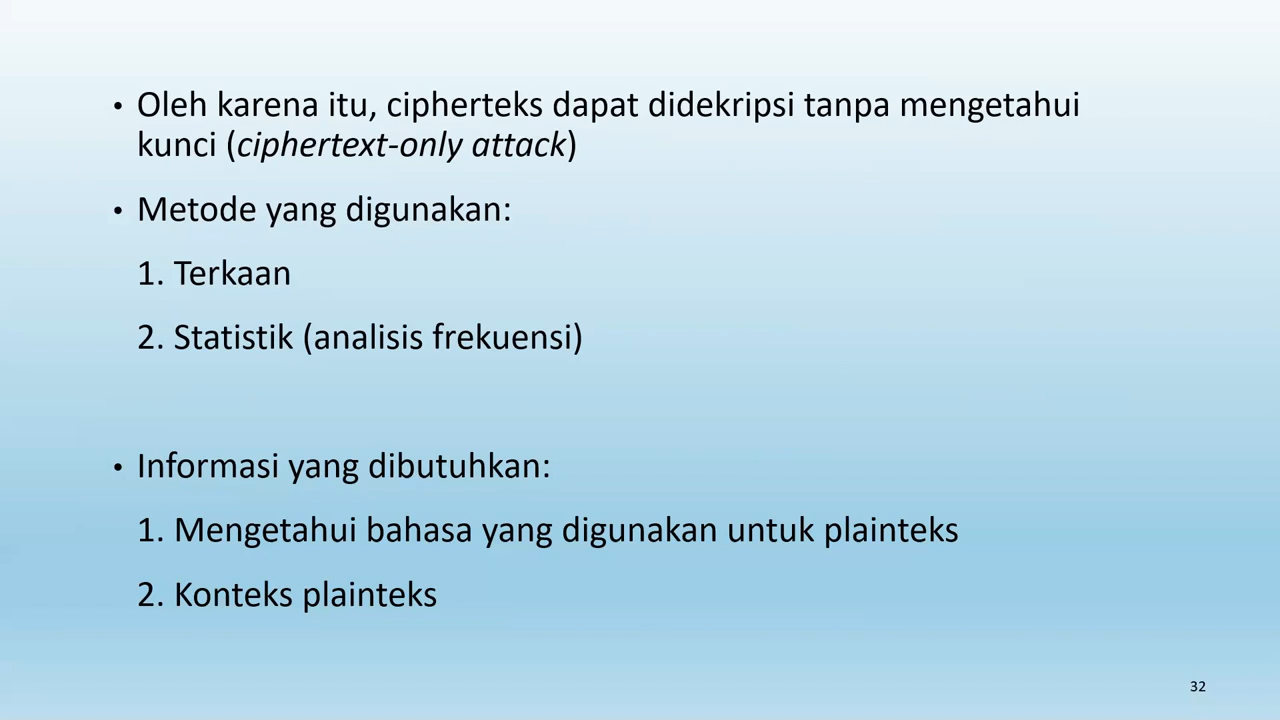 • Oleh karena itu, cipherteks dapat didekripsi tanpa mengetahui
kunci (ciphertext-only attack)
• Metode yang digunakan:
1. Terkaan
2. Statistik (analisis frekuensi)
• Informasi yang dibutuhkan:
1. Mengetahui bahasa yang digunakan untuk plainteks
2. Konteks plainteks
32